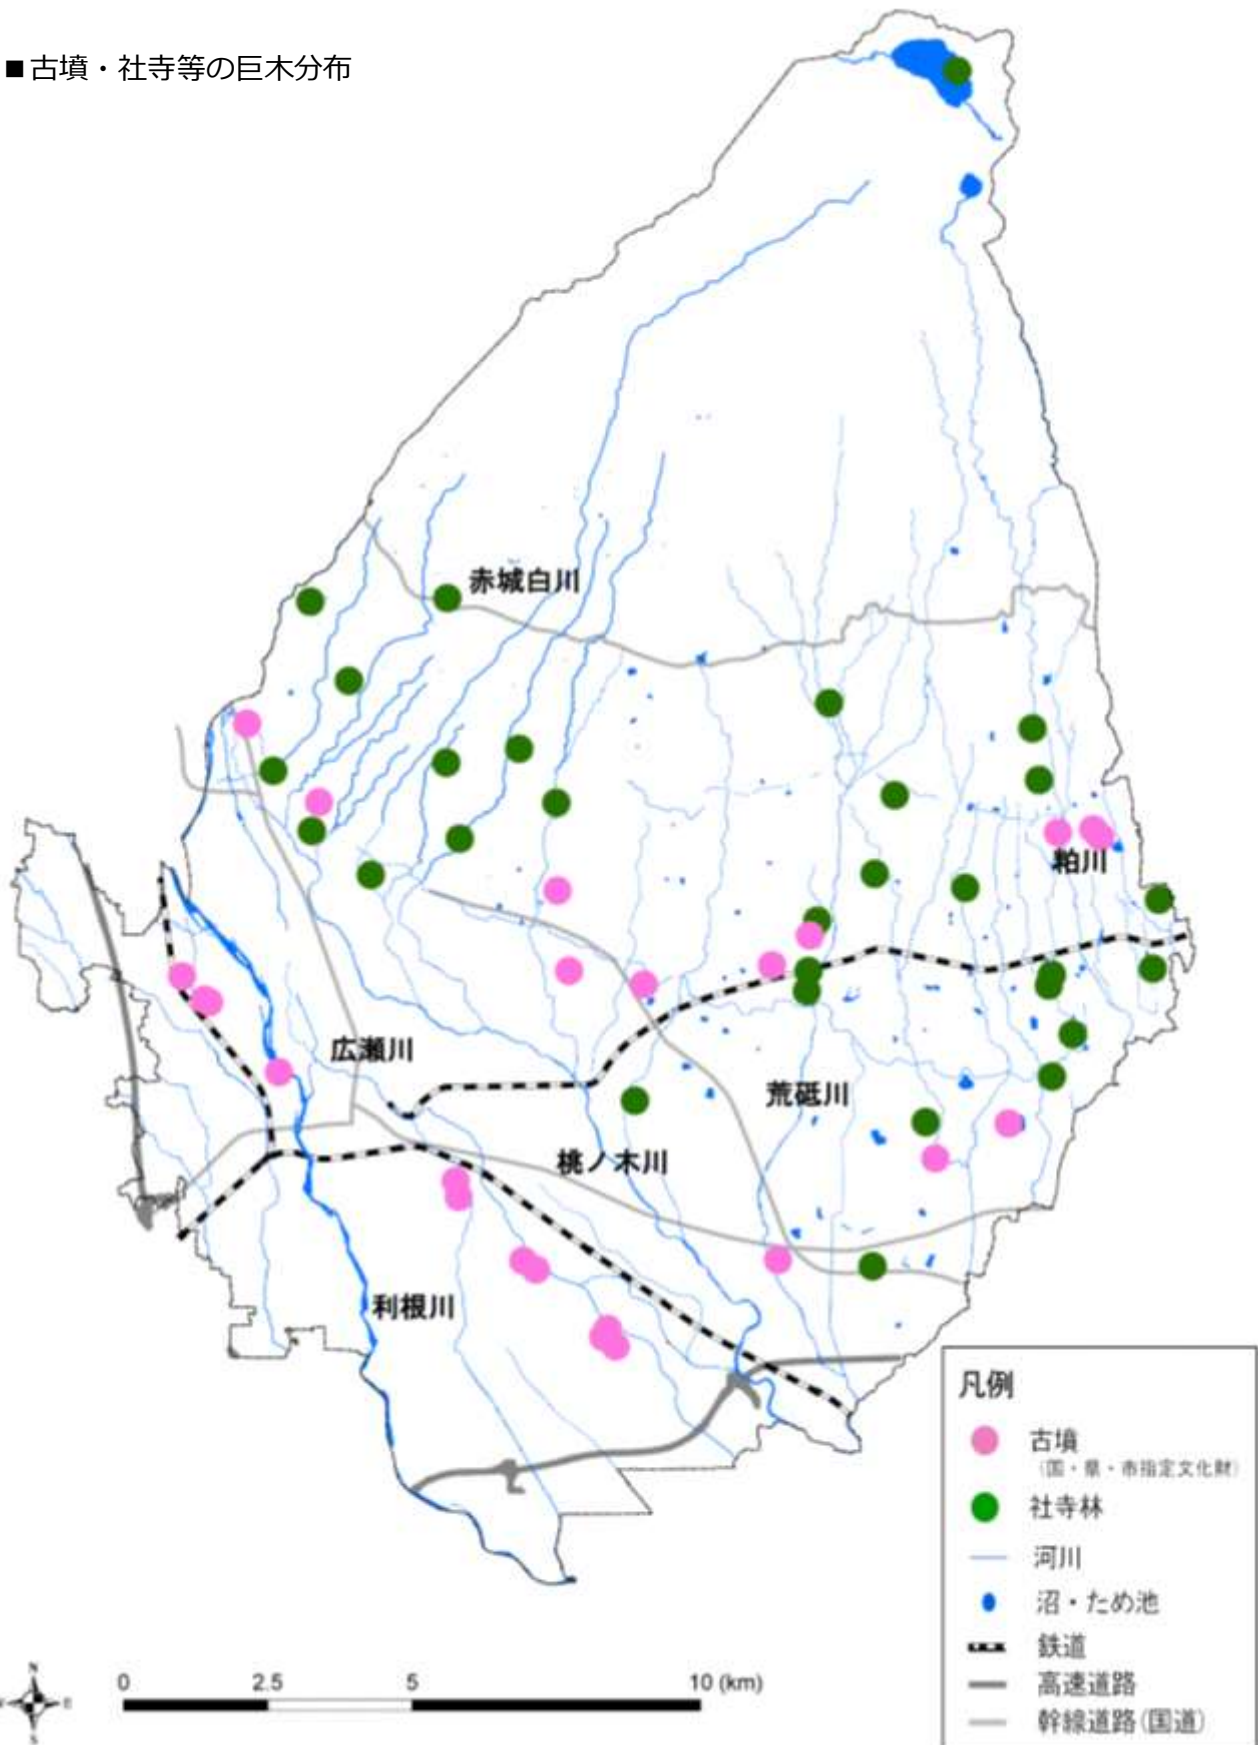 ■古墳・社寺等の巨木分布
赤城白川
粕川
広瀬川
荒砥川
桃ノ木川
利根川
凡例
古墳
(国・県・市指定文化財)
社寺林
河川
沼・ため池
鉄道
高速道路
幹線道路(国道)
N
W E
S
0 2.5 5 10 (km)